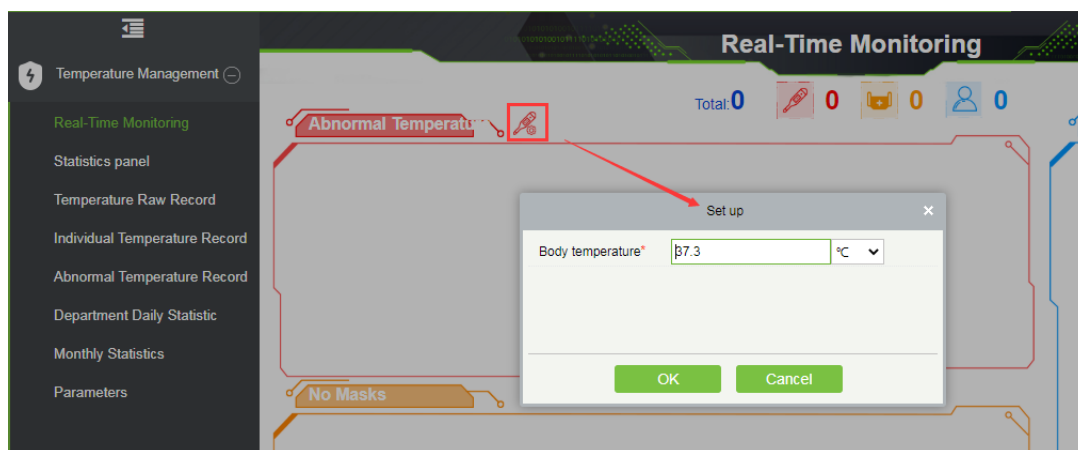 Real-Time Monitoring
Temperature Management
Total:0 0 0 0
Real-Time Monitoring
Abnormal
Statistics panel
Temperature Raw Record
Individual Temperature Record
Abnormal Temperature Record
Department Daily Statistic
Monthly Statistics
Parameters
Set up
Body temperature* 37.3 °C
OK Cancel
No Masks